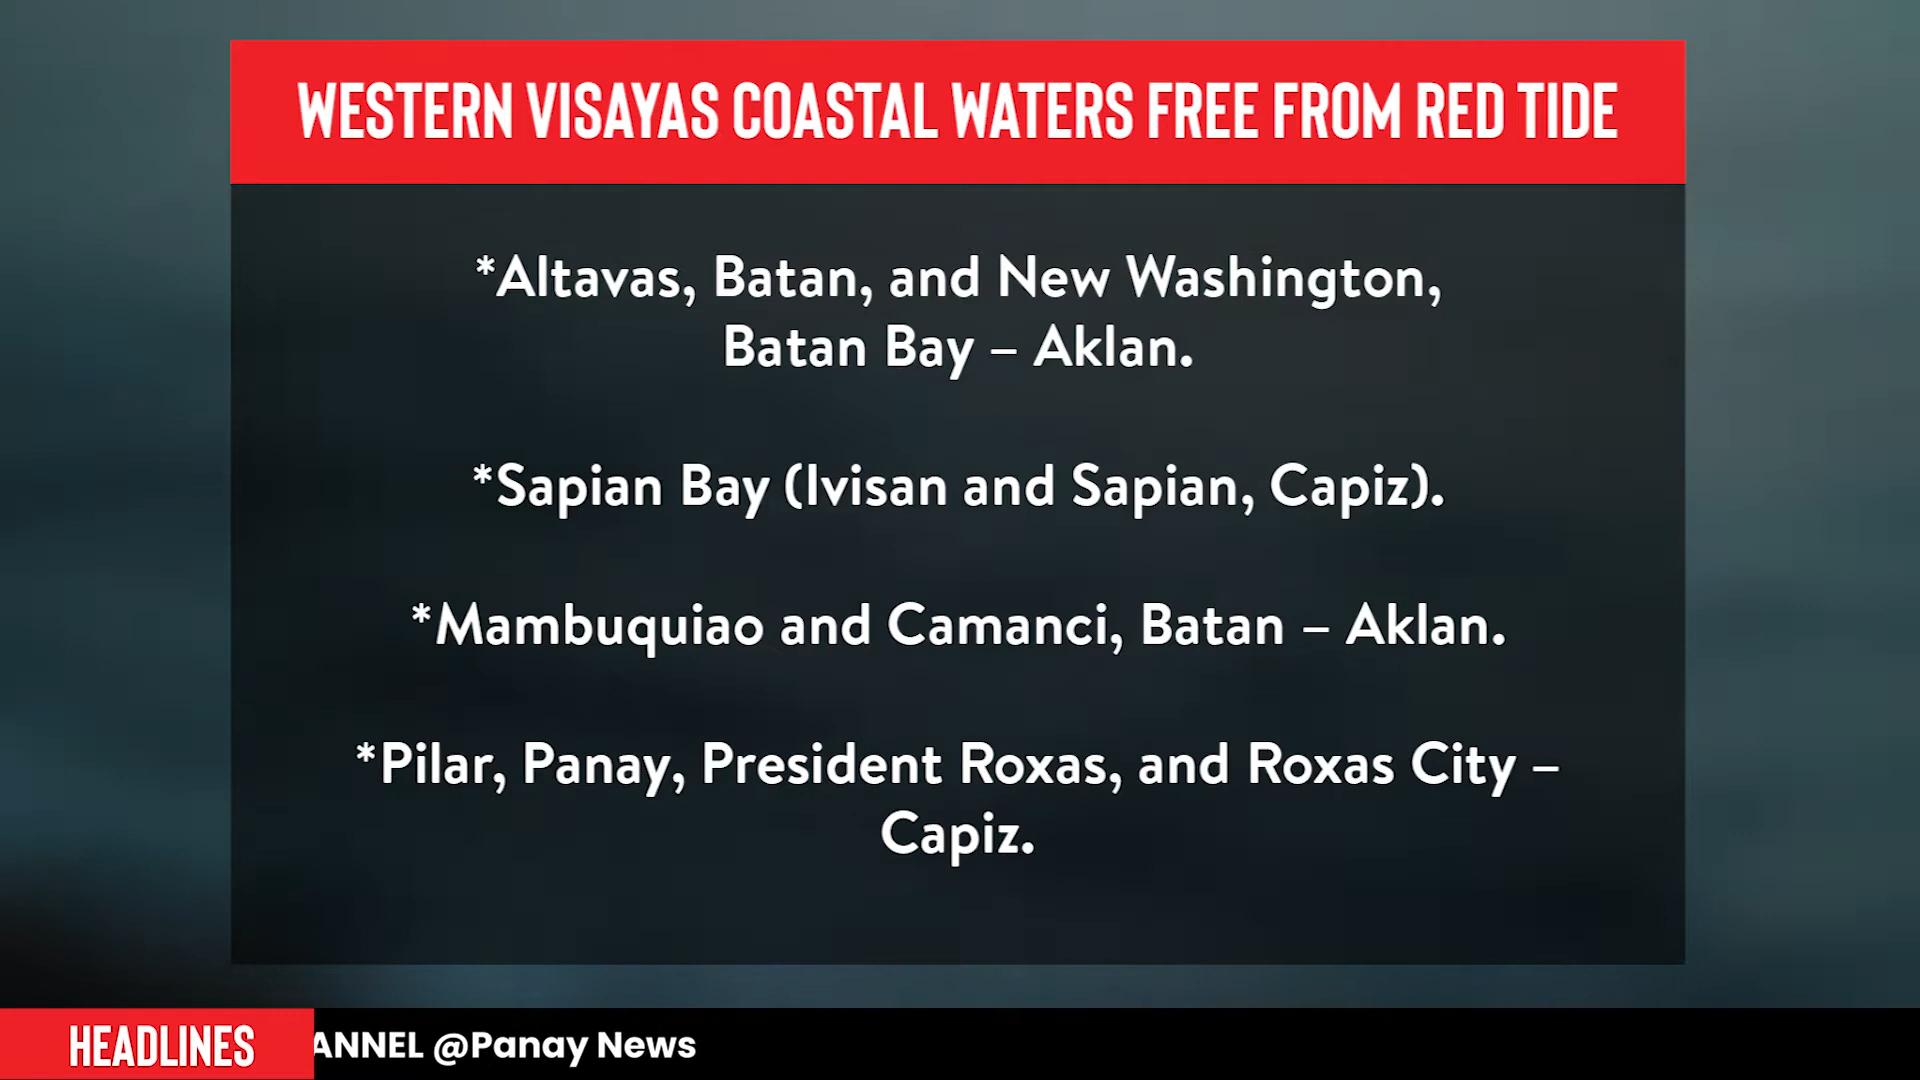 WESTERN VISAYAS COASTAL WATERS FREE FROM RED TIDE
*Altavas, Batan, and New Washington,
Batan Bay – Aklan.
*Sapian Bay (Ivisan and Sapian, Capiz).
*Mambuquiao and Camanci, Batan – Aklan.
*Pilar, Panay, President Roxas, and Roxas City –
Capiz.
HEADLINES
ANNEL @Panay News